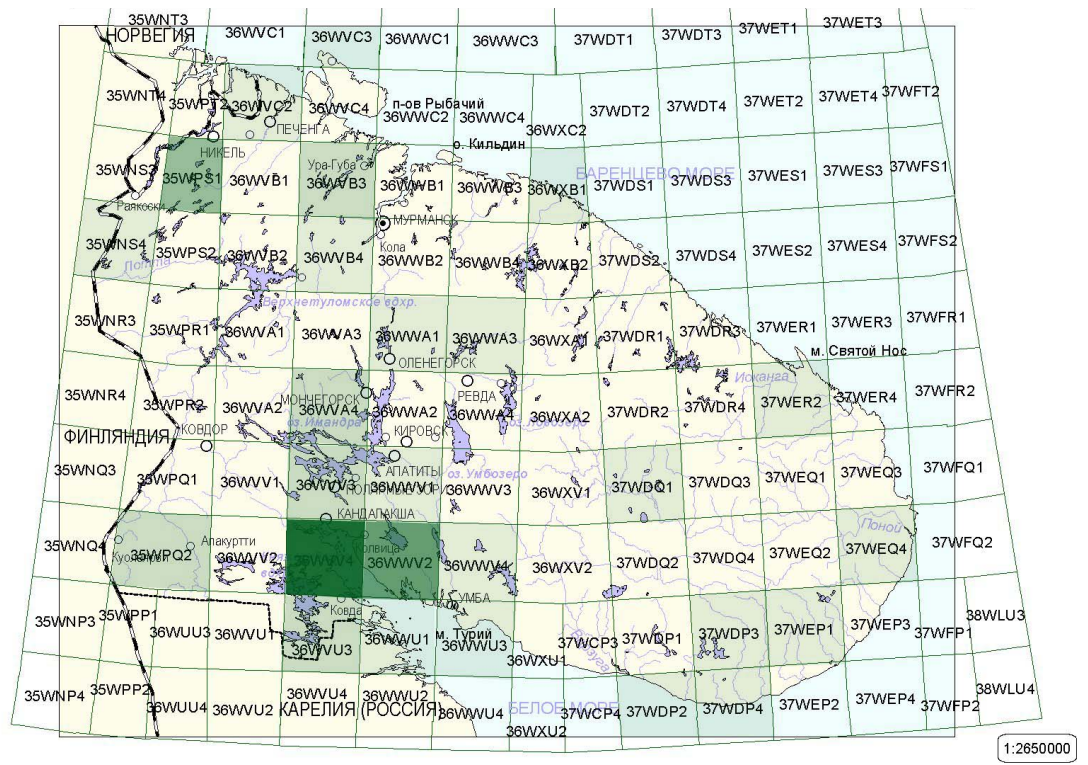 35WNT3
36WVC1
36WVC3
36WWC1
36WWC3
37WDT1
37WDT3
37WET1
37WET3
НОРВЕГИЯ
35WNT4
35WPT2
36WVC2
36WVC4
п-ов Рыбачий
36WWC2
36WWC4
36WXC2
37WDT2
37WDT4
37WET2
37WET4
37WFT2
ПЕЧЕНГА
НИКЕЛЬ
Ура-Губа
о. Кильдин
БАРЕНЦЕВО МОРЕ
35WNS3
35WPS1
36WVB1
36WVB3
36WWB1
36WWB3
36WXB1
37WDS1
37WDS3
37WES1
37WES3
37WFS1
Раякоски
МУРМАНСК
Кола
35WNS4
35WPS2
36WVB2
36WVB4
36WWB2
36WWB4
36WXB2
37WDS2
37WDS4
37WES2
37WES4
37WFS2
Лотта
Верхнетуломское вдхр.
35WNR3
35WPR1
36WVA1
36WVA3
36WWA1
36WWA3
36WXA1
37WDR1
37WDR3
37WER1
37WER3
37WFR1
м. Святой Нос
ОЛЕНЕГОРСК
Иоканга
35WNR4
35WPR2
36WVA2
МОНЧЕГОРСК
36WVA4
36WWA2
РЕВДА
36WWA4
36WXA2
37WDR2
37WDR4
37WER2
37WER4
37WFR2
оз. Имандра
оз. Ловозеро
ФИНЛЯНДИЯ
КОВДОР
КИРОВСК
АПАТИТЫ
оз. Умбозеро
35WNQ3
35WPQ1
36WVV1
36WVV3
36WWV1
36WWV3
36WXV1
37WDQ1
37WDQ3
37WEQ1
37WEQ3
37WFQ1
ПОЛЯРНЫЕ ЗОРИ
КАНДАЛАКША
Поной
35WNQ4
35WPQ2
Алакуртти
36WVV2
36WVV4
Колвица
36WWV2
36WWV4
36WXV2
37WDQ2
37WDQ4
37WEQ2
37WEQ4
37WFQ2
УМБА
Ковда
35WNP3
35WPP1
36WUU3
36WVU1
36WVU3
36WWU1
м. Турий
36WWU3
36WXU1
37WCP3
37WDP1
37WDP3
37WEP1
37WEP3
37WFP1
38WLU3
35WNP4
35WPP2
36WUU4
36WVU2
36WVU4
36WWU2
КАРЕЛИЯ (РОССИЯ)
36WWU4
БЕЛОЕ МОРЕ
36WXU2
37WCP4
37WDP2
37WDP4
37WEP2
37WEP4
37WFP2
38WLU4
1:2650000